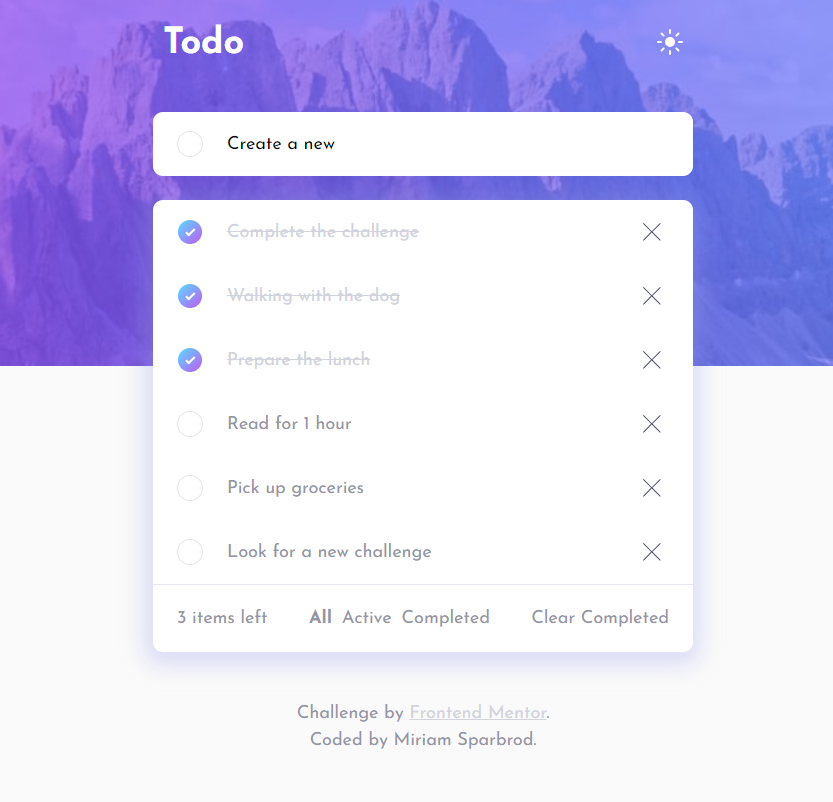 Todo
Create a new
Complete the challenge
Walking with the dog
Prepare the lunch
Read for 1 hour
Pick up groceries
Look for a new challenge
3 items left All Active Completed Clear Completed
Challenge by Frontend Mentor.
Coded by Miriam Sparbrod.